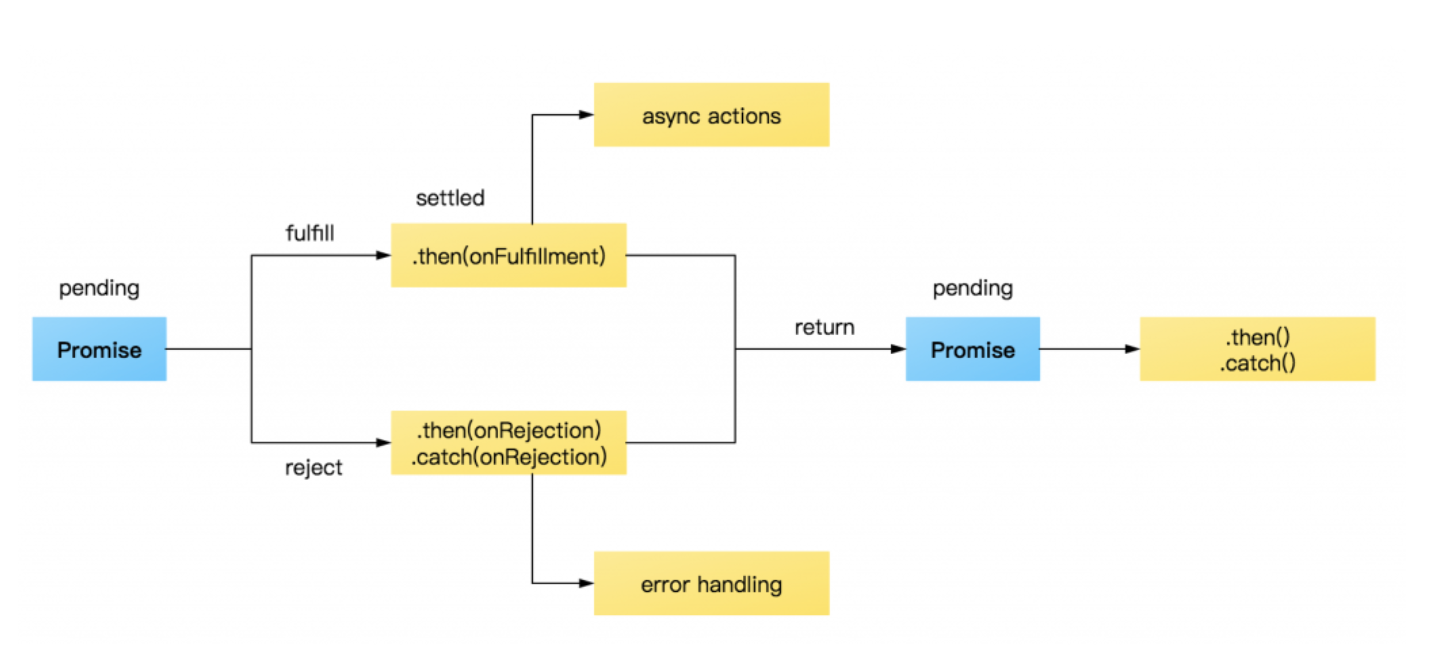 async actions
settled
fulfill
.then(onFulfillment)
pending
Promise
reject
.then(onRejection)
.catch(onRejection)
error handling
return
pending
Promise
.then()
.catch()